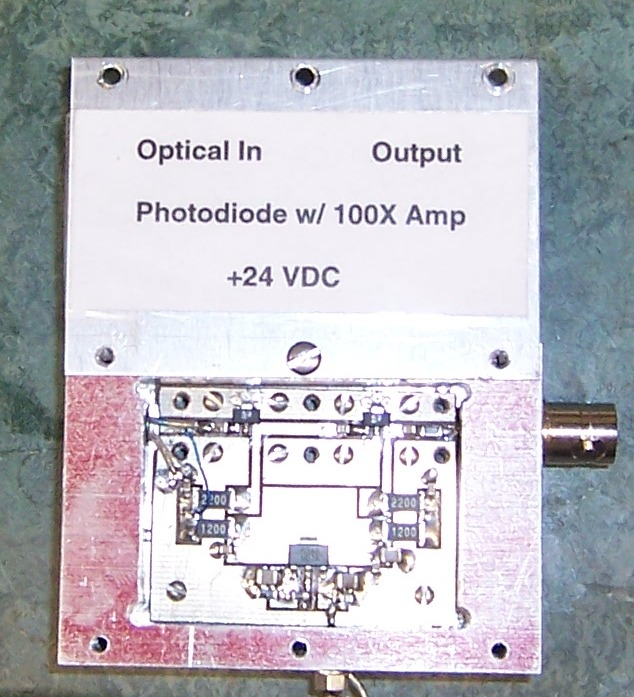 Optical In Output
Photodiode w/ 100X Amp
+24 VDC
2200 2200
1200 1200